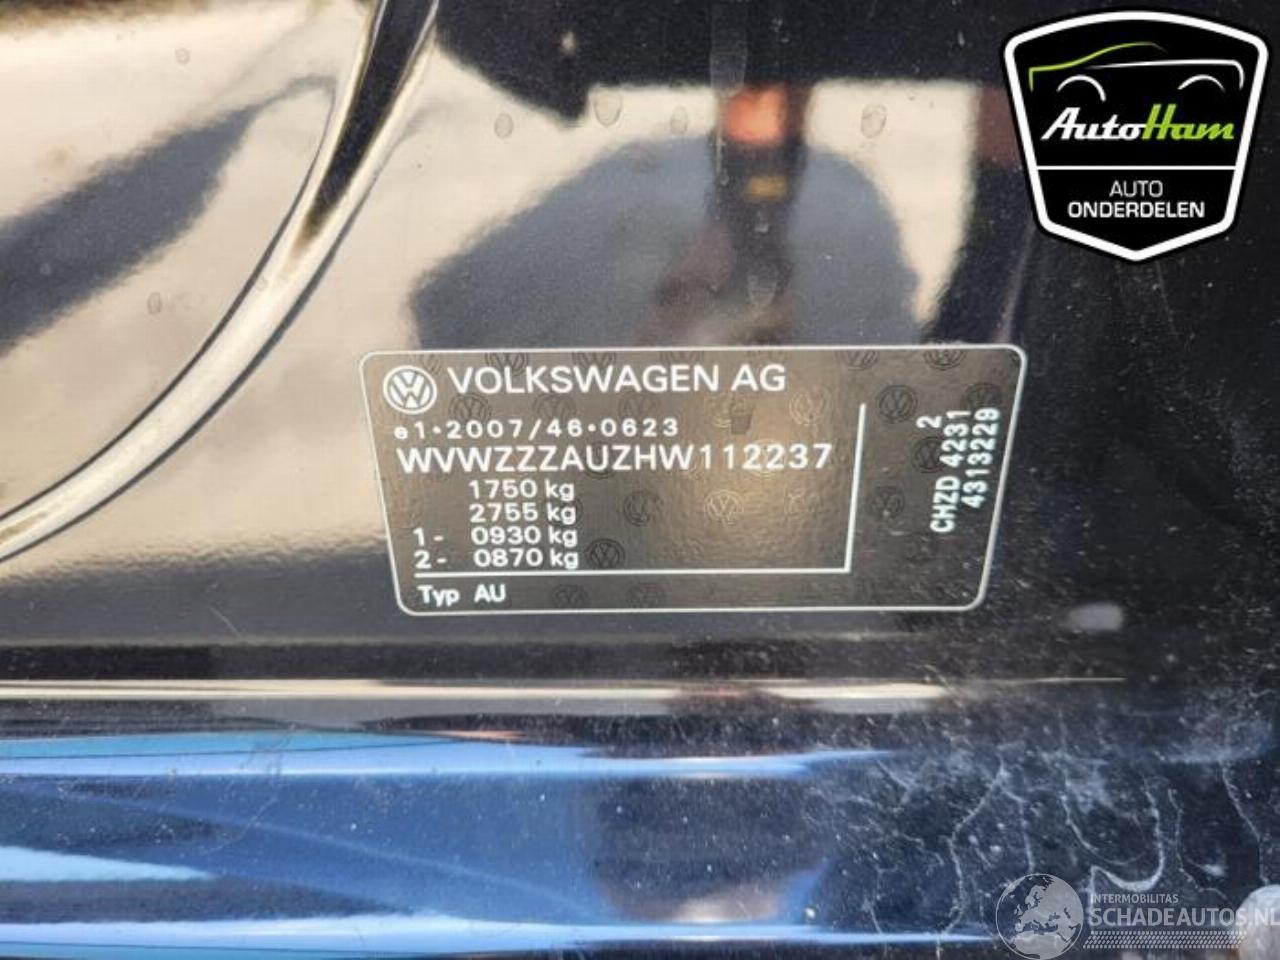 AutoHam
AUTO
ONDERDELEN
VOLKSWAGEN AG
e1*2007/46*0623
WVWZZZAUZHW112237
1750 kg
2755 kg
1- 0930 kg
2- 0870 kg
Typ AU
2
CHZD 4231
4313229
INTERMOBILITAS
SCHADEAUTOS.NL